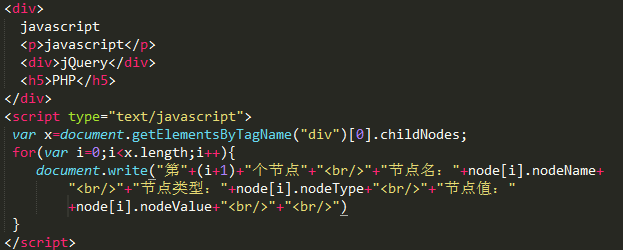 <div>
javascript
<p>javascript</p>
<div>jQuery</div>
<h5>PHP</h5>
</div>
<script type="text/javascript">
var x=document.getElementsByTagName("div")[0].childNodes;
for(var i=0;i<x.length;i++){
document.write("第"+(i+1)+"个节点"+"<br/>"+"节点名："+node[i].nodeName+
"<br/>"+"节点类型："+node[i].nodeType+"<br/>"+"节点值："
+node[i].nodeValue+"<br/>"+"<br/>")
}
</script>